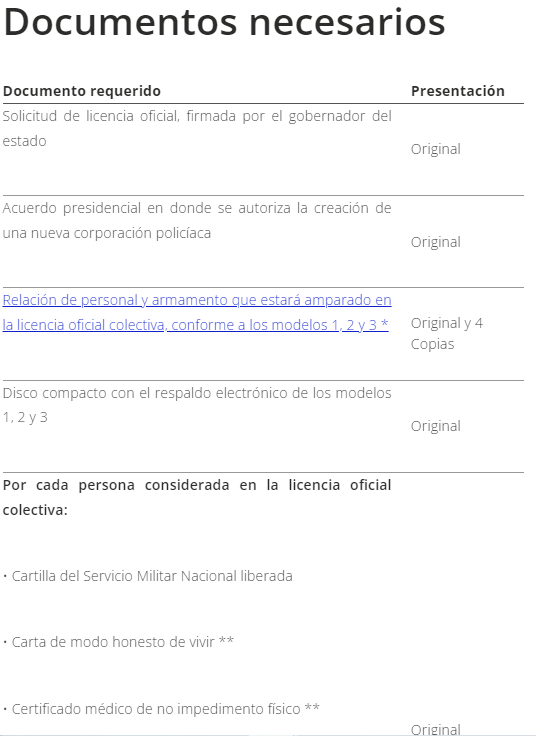 Documentos necesarios
Documento requerido Presentación
Solicitud de licencia oficial, firmada por el gobernador del
estado
Original
Acuerdo presidencial en donde se autoriza la creación de
una nueva corporación policíaca
Original
Relación de personal y armamento que estará amparado en
la licencia oficial colectiva, conforme a los modelos 1, 2 y 3 *
Original y 4
Copias
Disco compacto con el respaldo electrónico de los modelos
1, 2 y 3
Original
Por cada persona considerada en la licencia oficial
colectiva:
• Cartilla del Servicio Militar Nacional liberada
• Carta de modo honesto de vivir **
• Certificado médico de no impedimento físico **
Original